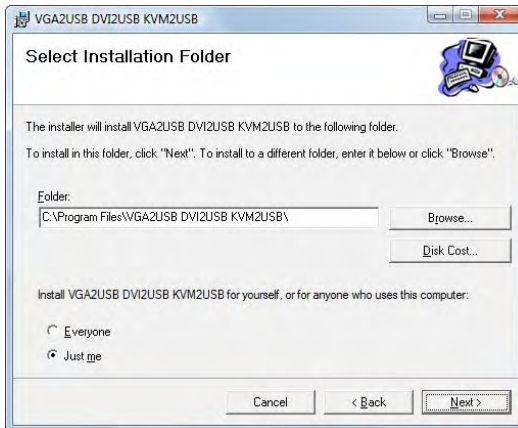 VGA2USB DVI2USB KVM2USB
Select Installation Folder
The installer will install VGA2USB DVI2USB KVM2USB to the following folder.
To install in this folder, click "Next". To install to a different folder, enter it below or click "Browse".
Folder:
C:\Program Files\VGA2USB DVI2USB KVM2USB\
Browse...
Disk Cost...
Install VGA2USB DVI2USB KVM2USB for yourself, or for anyone who uses this computer:
Everyone
Just me
Cancel
< Back
Next >